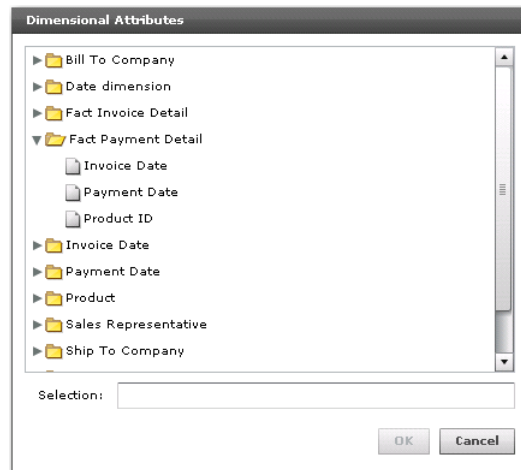 Dimensional Attributes
Bill To Company
Date dimension
Fact Invoice Detail
Fact Payment Detail
Invoice Date
Payment Date
Product ID
Invoice Date
Payment Date
Product
Sales Representative
Ship To Company
Selection:
OK Cancel